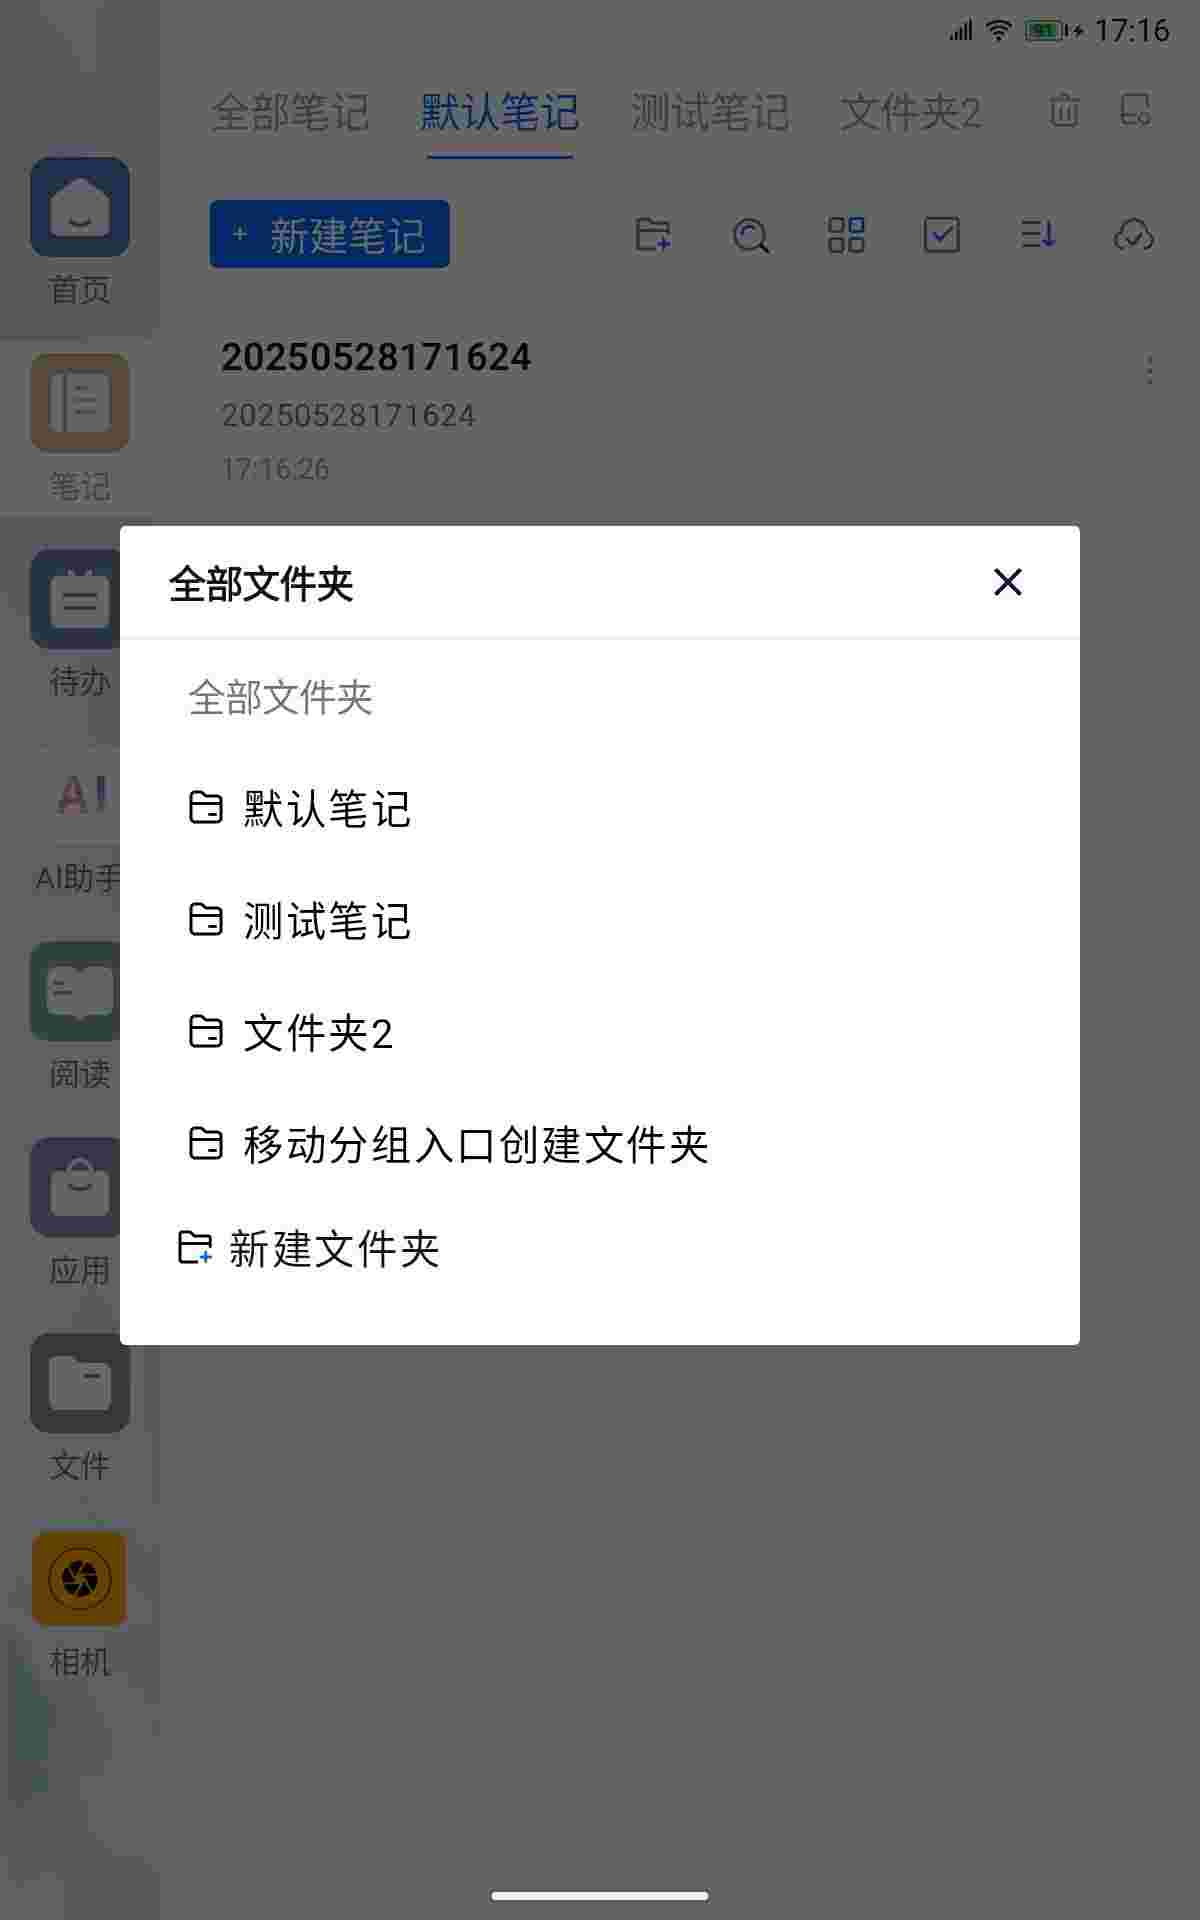 91 17:16
全部笔记 默认笔记 测试笔记 文件夹2
+ 新建笔记
首页
20250528171624
20250528171624
17:16:26
笔记
全部文件夹
全部文件夹
待办
默认笔记
AI
AI助手
测试笔记
文件夹2
阅读
移动分组入口创建文件夹
新建文件夹
应用
文件
相机